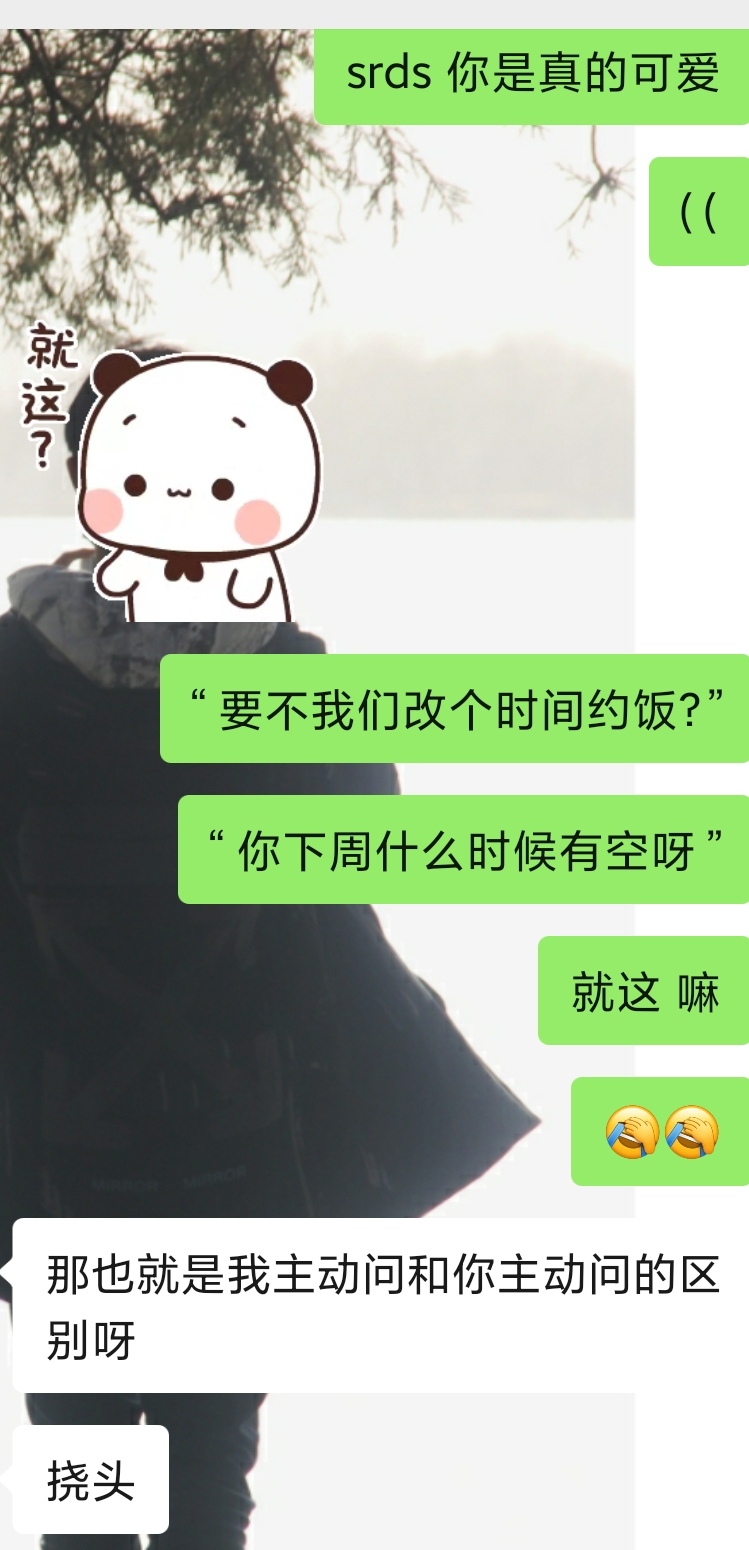 srds 你是真的可爱
((
就这?
“ 要不我们改个时间约饭?”
“ 你下周什么时候有空呀 ”
就这 嘛
🤦🤦
那也就是我主动问和你主动问的区
别呀
挠头